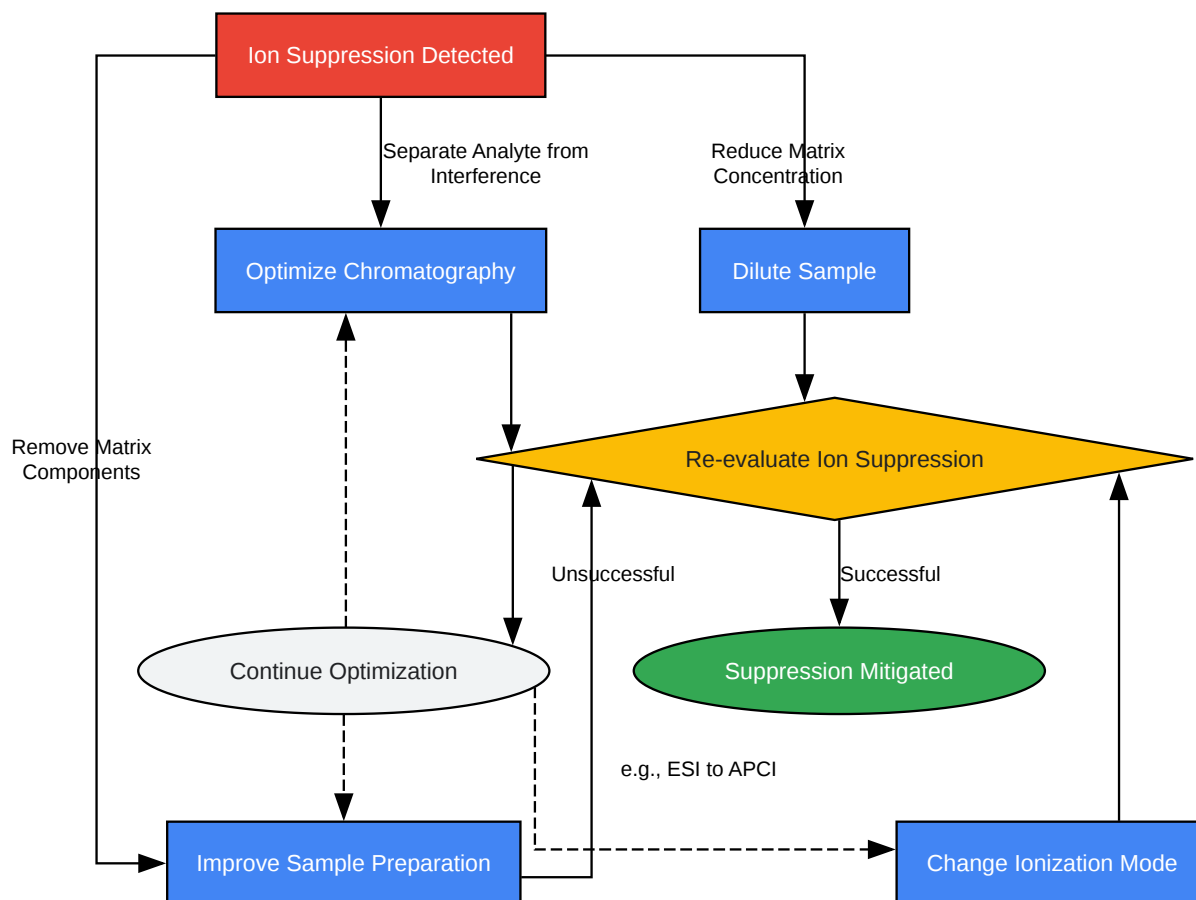 Ion Suppression Detected
Separate Analyte from
Interference
Reduce Matrix
Concentration
Optimize Chromatography
Dilute Sample
Remove Matrix
Components
Re-evaluate Ion Suppression
Unsuccessful
Successful
Continue Optimization
Suppression Mitigated
e.g., ESI to APCI
Improve Sample Preparation
Change Ionization Mode